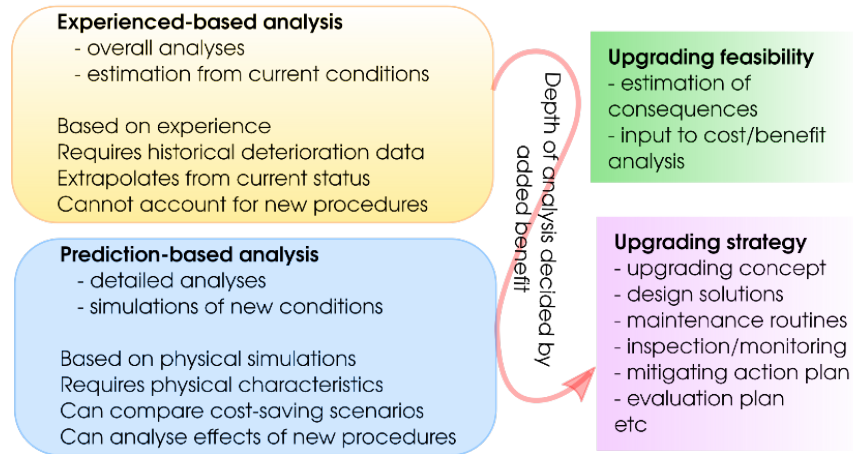 Experienced-based analysis
- overall analyses
- estimation from current conditions
Based on experience
Requires historical deterioration data
Extrapolates from current status
Cannot account for new procedures
Prediction-based analysis
- detailed analyses
- simulations of new conditions
Based on physical simulations
Requires physical characteristics
Can compare cost-saving scenarios
Can analyse effects of new procedures
Depth of analysis decided by
added benefit
Upgrading feasibility
- estimation of
consequences
- input to cost/benefit
analysis
Upgrading strategy
- upgrading concept
- design solutions
- maintenance routines
- inspection/monitoring
- mitigating action plan
- evaluation plan
etc